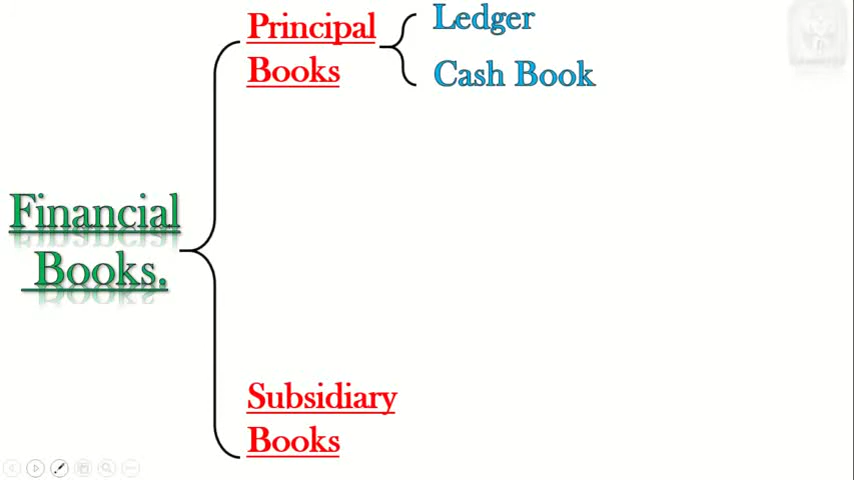 Principal
Books
Ledger
Cash Book
Financial
Books.
Subsidiary
Books